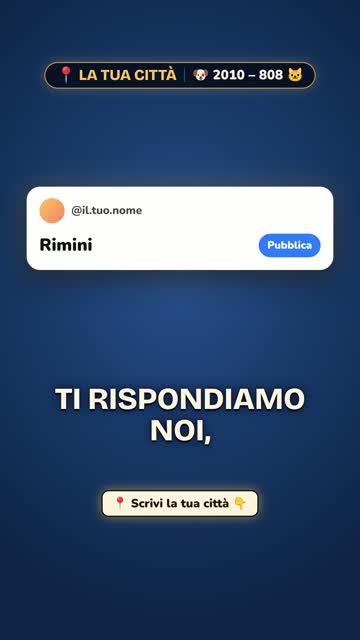 📍 LA TUA CITTÀ | 🐶 2010 – 808 🐱
@il.tuo.nome
Rimini
Pubblica
TI RISPONDIAMO
NOI,
📍 Scrivi la tua città 👇